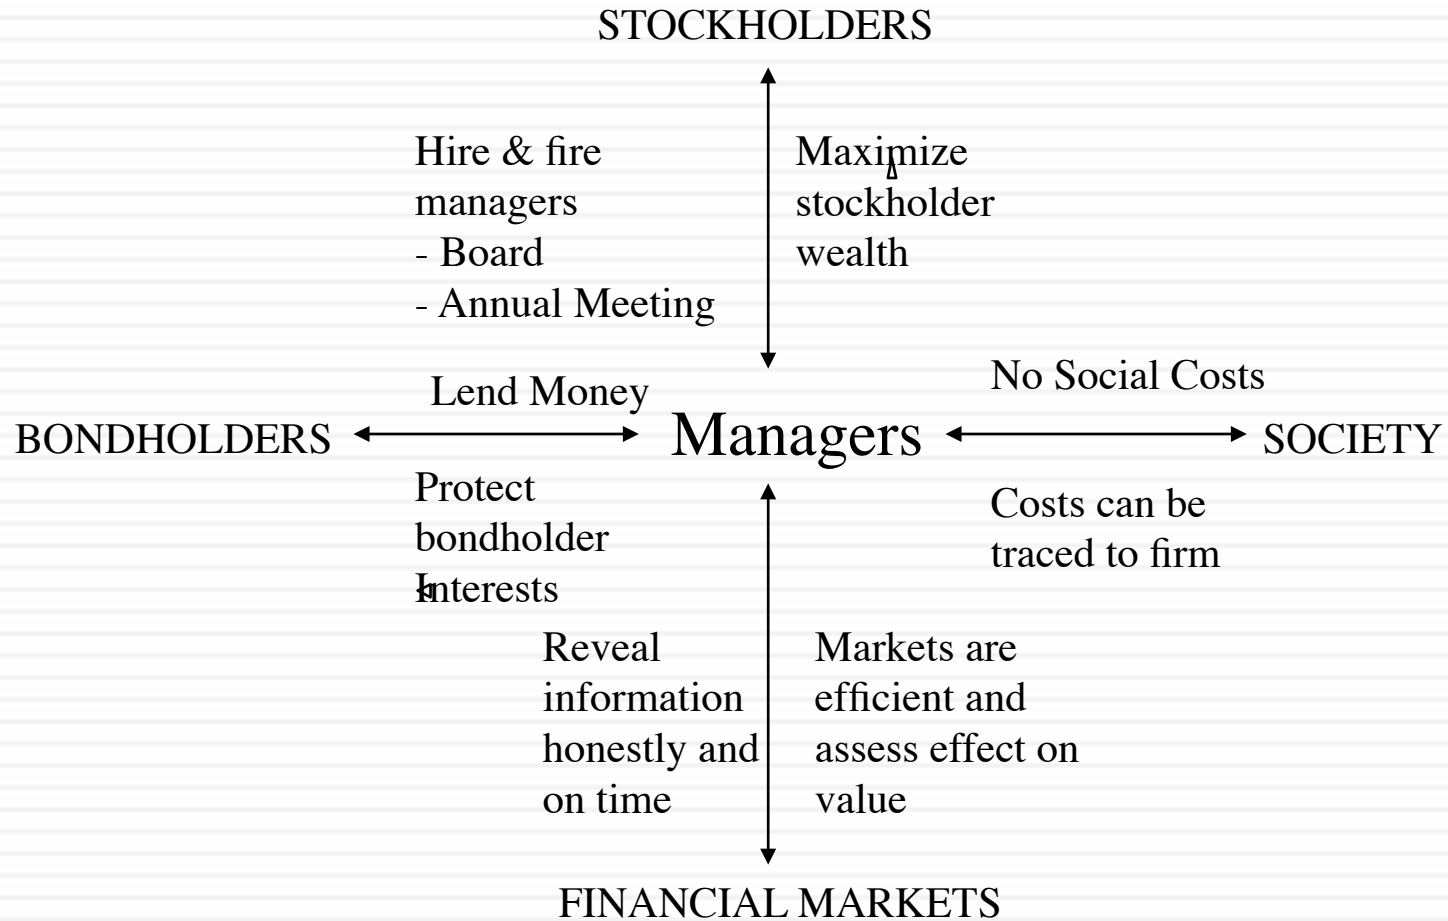 STOCKHOLDERS
Hire & fire
managers
- Board
- Annual Meeting
Maximize
stockholder
wealth
Lend Money
No Social Costs
BONDHOLDERS
Managers
SOCIETY
Protect
bondholder
Interests
Costs can be
traced to firm
Reveal
information
honestly and
on time
Markets are
efficient and
assess effect on
value
FINANCIAL MARKETS